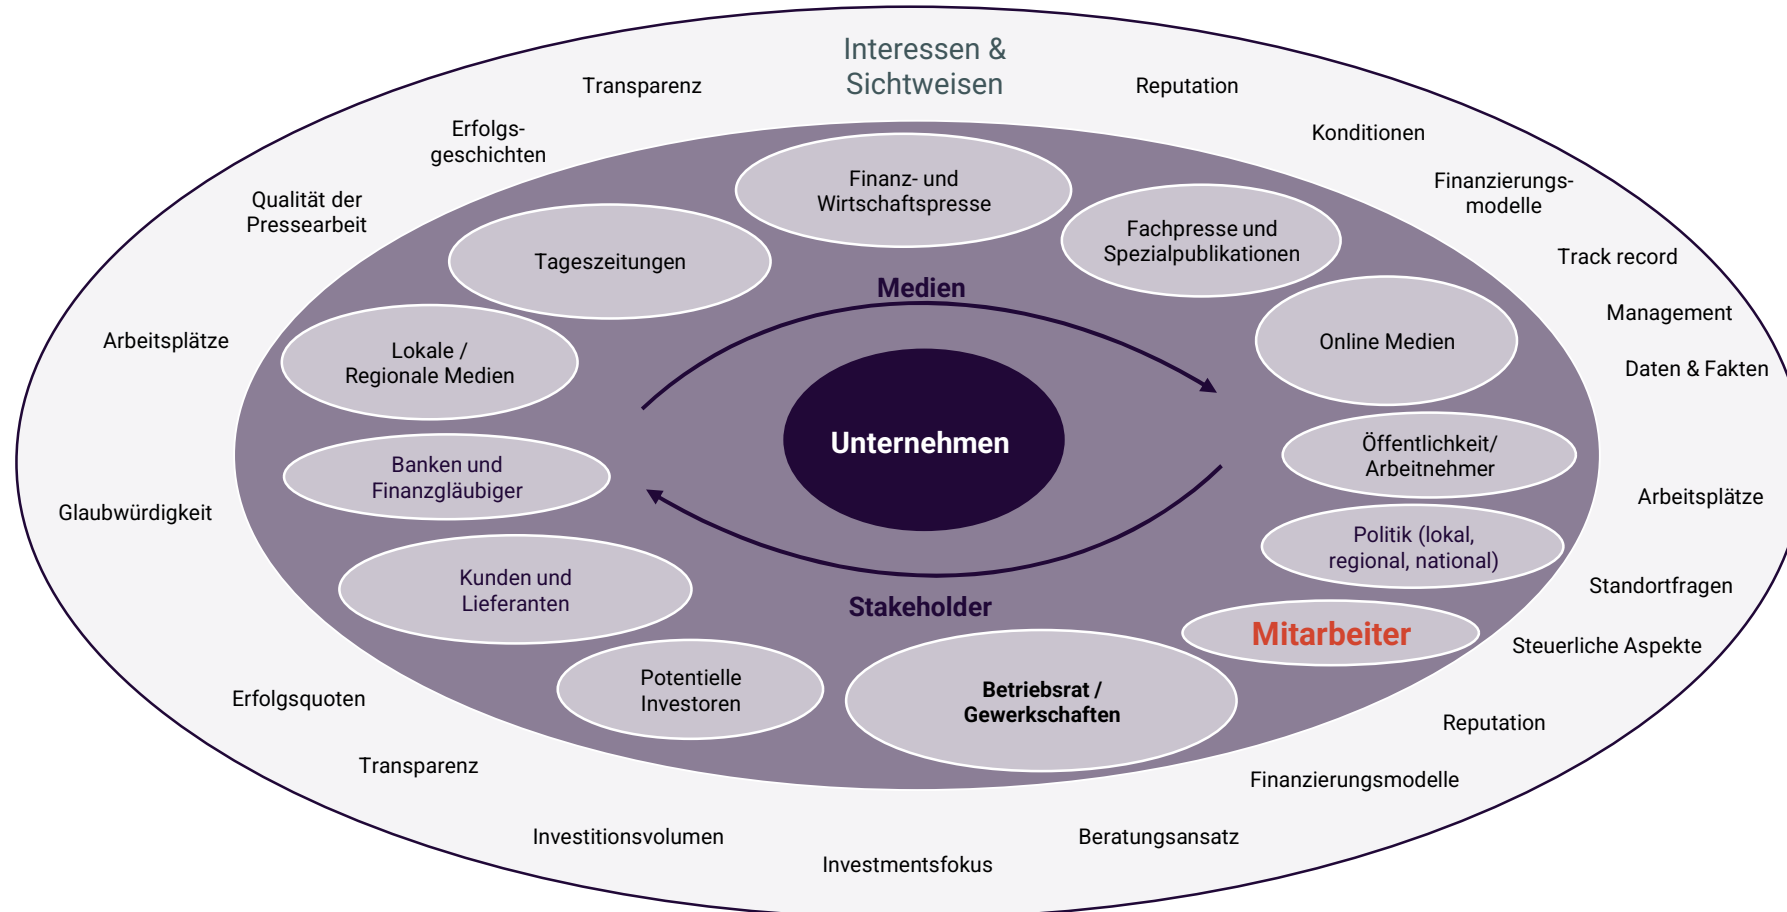 Interessen &
Sichtweisen
Transparenz
Reputation
Erfolgs-
geschichten
Konditionen
Qualität der
Pressearbeit
Finanzierungs-
modelle
Track record
Management
Daten & Fakten
Arbeitsplätze
Glaubwürdigkeit
Finanz- und
Wirtschaftspresse
Tageszeitungen
Fachpresse und
Spezialpublikationen
Medien
Lokale /
Regionale Medien
Online Medien
Unternehmen
Banken und
Finanzgläubiger
Öffentlichkeit/
Arbeitnehmer
Politik (lokal,
regional, national)
Kunden und
Lieferanten
Stakeholder
Mitarbeiter
Potentielle
Investoren
Betriebsrat /
Gewerkschaften
Arbeitsplätze
Standortfragen
Steuerliche Aspekte
Erfolgsquoten
Reputation
Transparenz
Finanzierungsmodelle
Investitionsvolumen
Beratungsansatz
Investmentsfokus